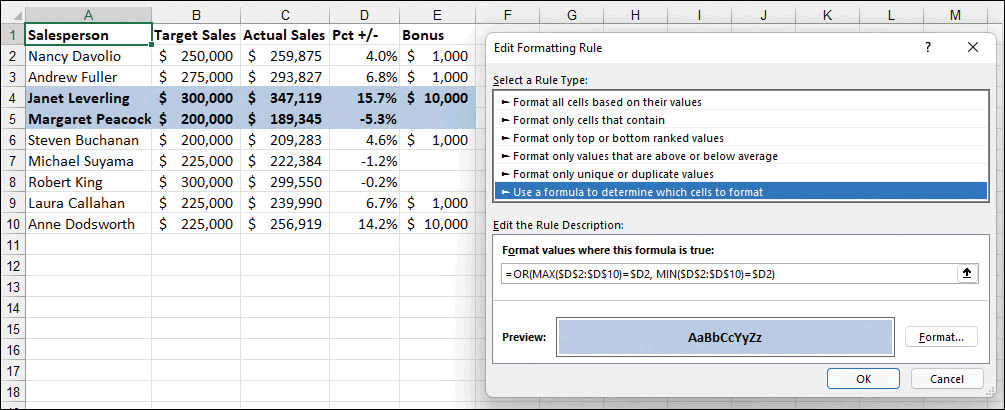 A B C D E F G H I J K L M
1 Salesperson Target Sales Actual Sales Pct +/- Bonus
2 Nancy Davolio $ 250,000 $ 259,875 4.0% $ 1,000
3 Andrew Fuller $ 275,000 $ 293,827 6.8% $ 1,000
4 Janet Leverling $ 300,000 $ 347,119 15.7% $ 10,000
5 Margaret Peacock $ 200,000 $ 189,345 -5.3%
6 Steven Buchanan $ 200,000 $ 209,283 4.6% $ 1,000
7 Michael Suyama $ 225,000 $ 222,384 -1.2%
8 Robert King $ 300,000 $ 299,550 -0.2%
9 Laura Callahan $ 225,000 $ 239,990 6.7% $ 1,000
10 Anne Dodsworth $ 225,000 $ 256,919 14.2% $ 10,000
11
12
13
14
15
16
17
18
Edit Formatting Rule ? ×
Select a Rule Type:
► Format all cells based on their values
► Format only cells that contain
► Format only top or bottom ranked values
► Format only values that are above or below average
► Format only unique or duplicate values
► Use a formula to determine which cells to format
Edit the Rule Description:
Format values where this formula is true:
=OR(MAX($D$2:$D$10)=$D2, MIN($D$2:$D$10)=$D2)
Preview: AaBbCcYyZz Format...
OK Cancel